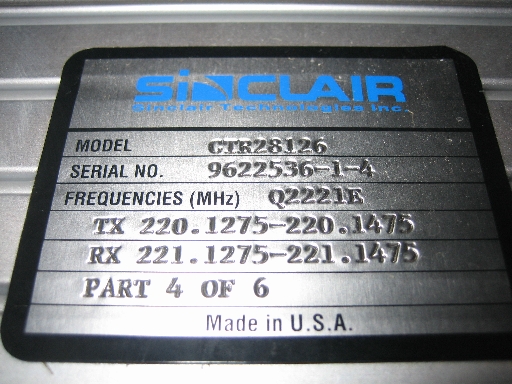 SINCLAIR
Sinclair Technologies Inc.
MODEL GTR28126
SERIAL NO. 9622536-1-4
FREQUENCIES (MHz) Q2221E
TX 220.1275-220.1475
RX 221.1275-221.1475
PART 4 OF 6
Made in U.S.A.